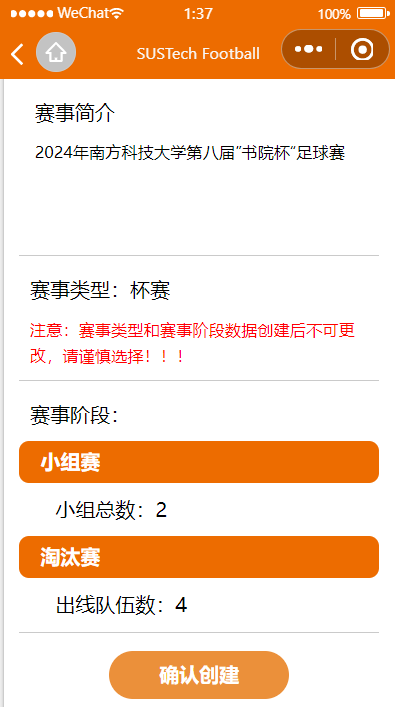 WeChat
1:37
100%
SUSTech Football
赛事简介
2024年南方科技大学第八届”书院杯“足球赛
赛事类型：杯赛
注意：赛事类型和赛事阶段数据创建后不可更
改，请谨慎选择！！！
赛事阶段：
小组赛
小组总数：2
淘汰赛
出线队伍数：4
确认创建